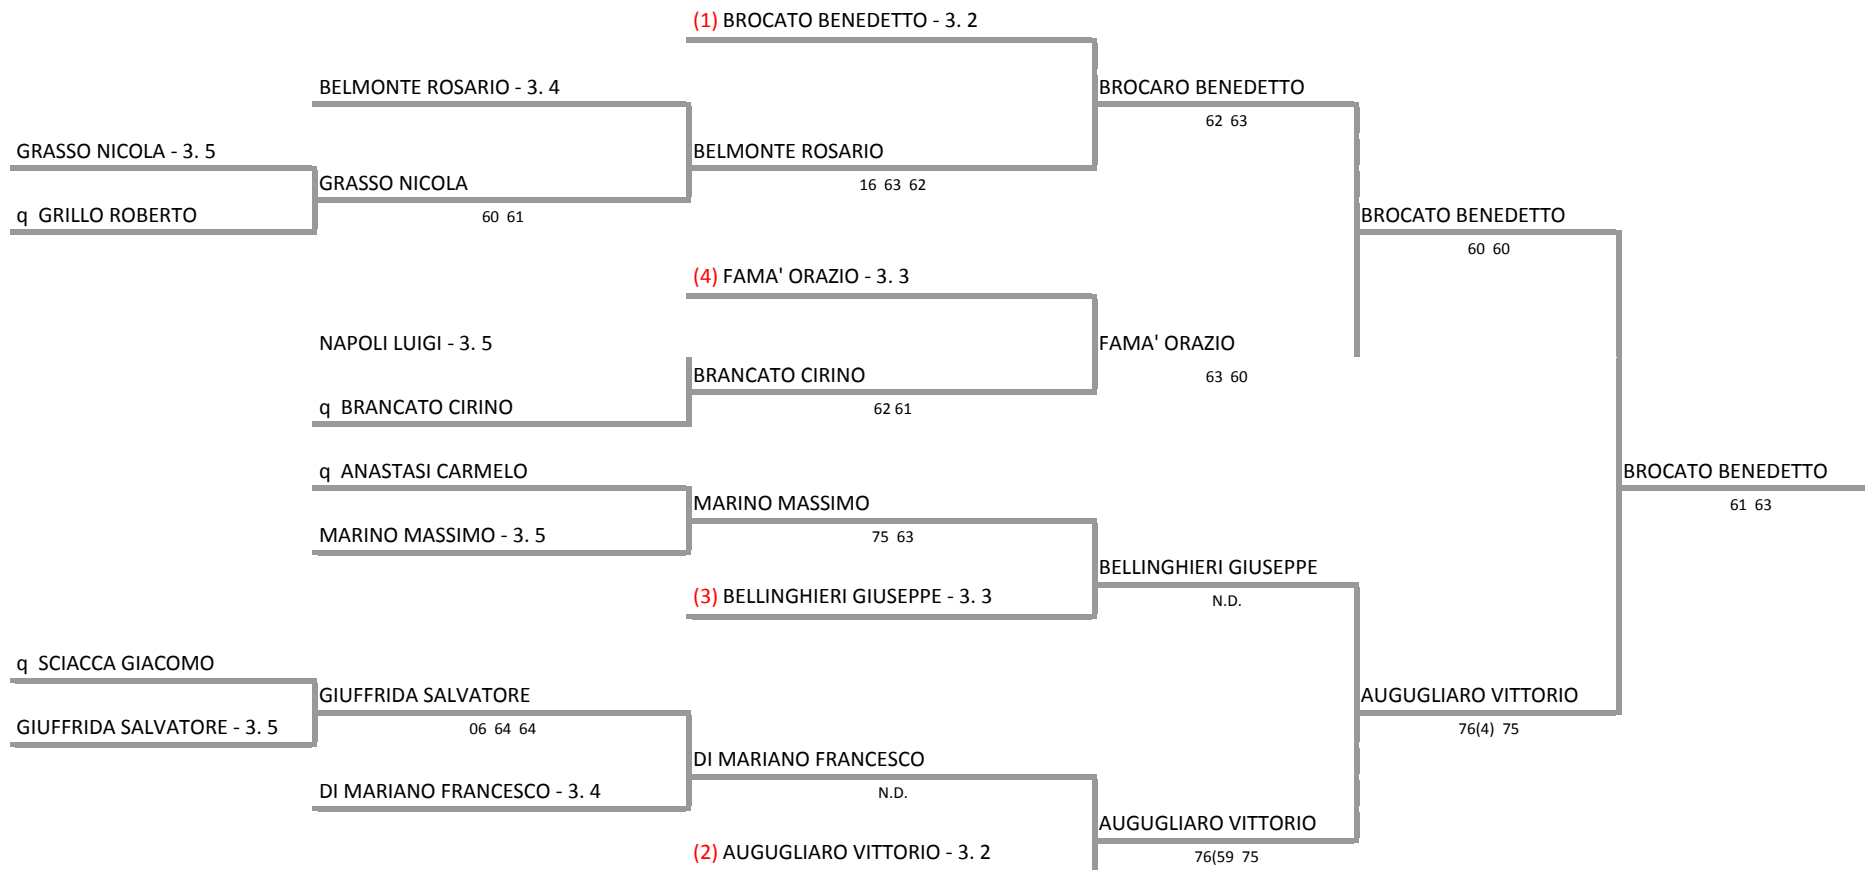 (1) BROCATO BENEDETTO - 3. 2
BELMONTE ROSARIO - 3. 4
BROCARO BENEDETTO
62 63
GRASSO NICOLA - 3. 5
BELMONTE ROSARIO
GRASSO NICOLA
16 63 62
q GRILLO ROBERTO
60 61
BROCATO BENEDETTO
60 60
(4) FAMA' ORAZIO - 3. 3
NAPOLI LUIGI - 3. 5
FAMA' ORAZIO
BRANCATO CIRINO
63 60
q BRANCATO CIRINO
62 61
q ANASTASI CARMELO
BROCATO BENEDETTO
MARINO MASSIMO
61 63
MARINO MASSIMO - 3. 5
75 63
BELLINGHIERI GIUSEPPE
(3) BELLINGHIERI GIUSEPPE - 3. 3
N.D.
q SCIACCA GIACOMO
GIUFFRIDA SALVATORE
AUGUGLIARO VITTORIO
GIUFFRIDA SALVATORE - 3. 5
06 64 64
76(4) 75
DI MARIANO FRANCESCO
DI MARIANO FRANCESCO - 3. 4
N.D.
AUGUGLIARO VITTORIO
(2) AUGUGLIARO VITTORIO - 3. 2
76(59 75